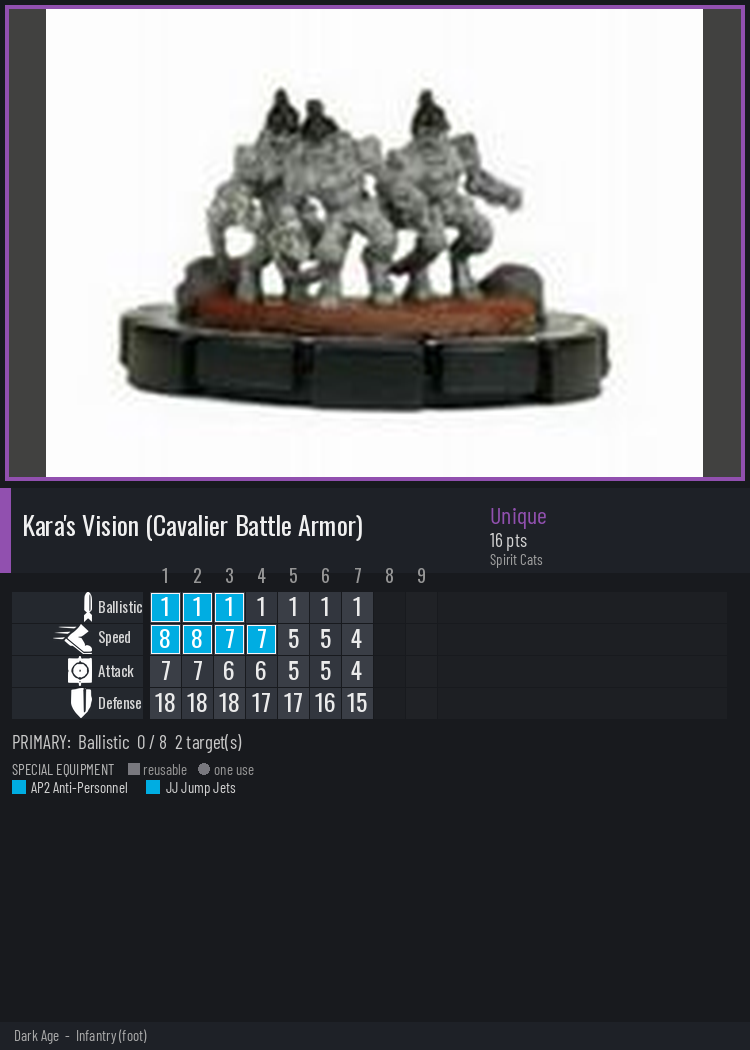 Kara's Vision (Cavalier Battle Armor)
Unique
16 pts
Spirit Cats
1 2 3 4 5 6 7 8 9
Ballistic 1 1 1 1 1 1 1
Speed 8 8 7 7 5 5 4
Attack 7 7 6 6 5 5 4
Defense 18 18 18 17 17 16 15
PRIMARY: Ballistic 0 / 8 2 target(s)
SPECIAL EQUIPMENT reusable one use
AP2 Anti-Personnel JJ Jump Jets
Dark Age - Infantry (foot)